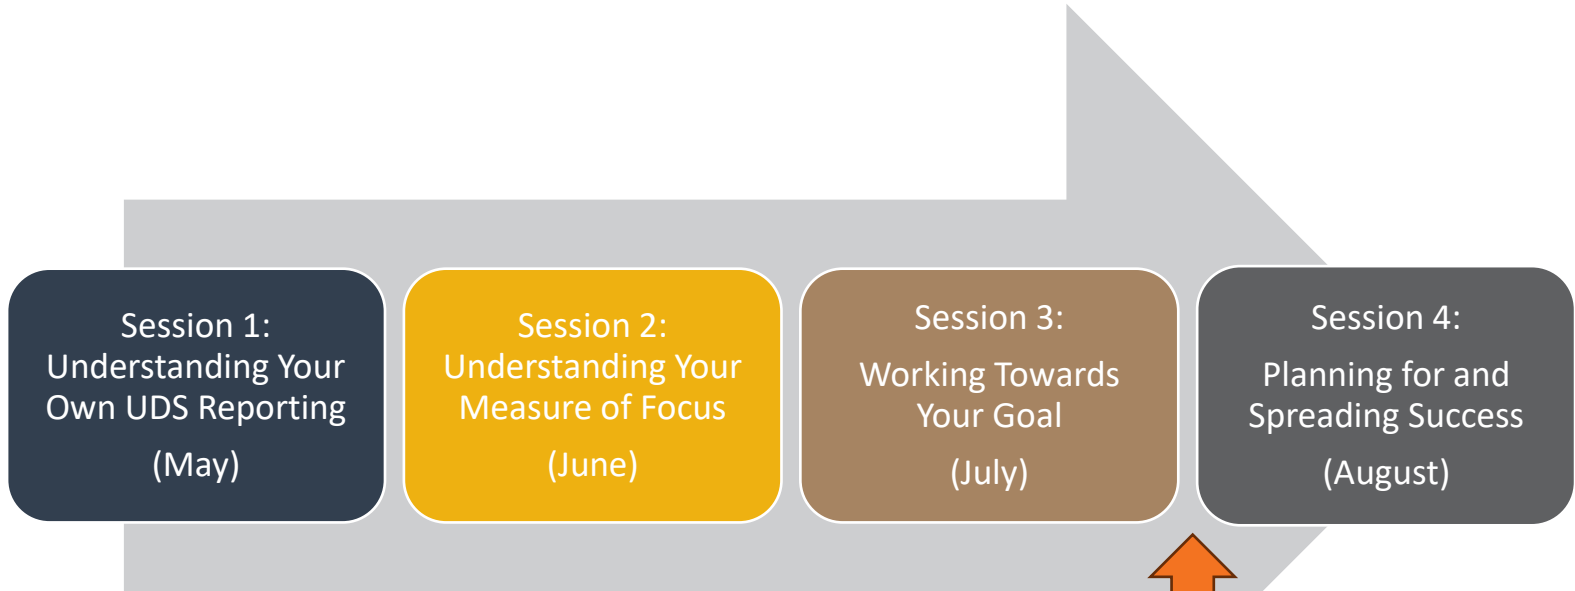 Session 1:
Understanding Your
Own UDS Reporting
(May)
Session 2:
Understanding Your
Measure of Focus
(June)
Session 3:
Working Towards
Your Goal
(July)
Session 4:
Planning for and
Spreading Success
(August)